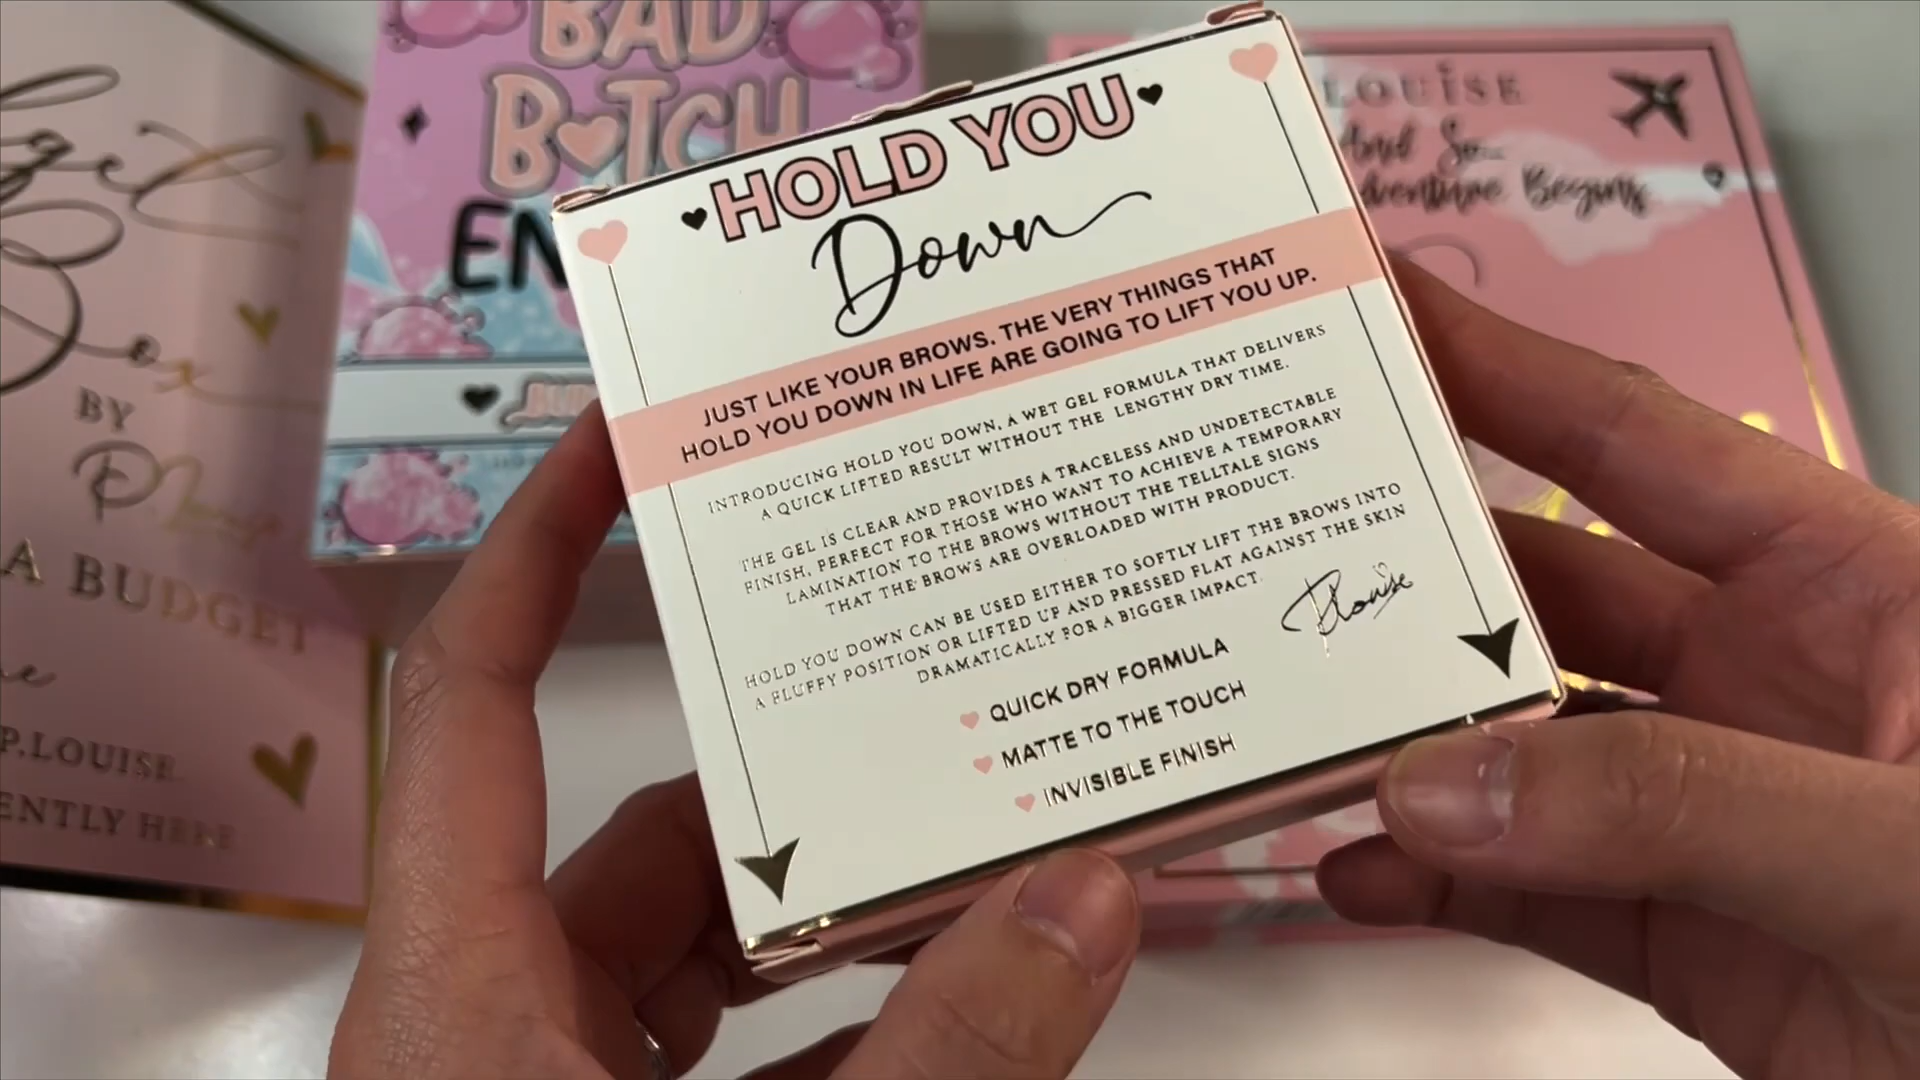 HOLD YOU
Down
JUST LIKE YOUR BROWS. THE VERY THINGS THAT
HOLD YOU DOWN IN LIFE ARE GOING TO LIFT YOU UP.
INTRODUCING HOLD YOU DOWN, A WET GEL FORMULA THAT DELIVERS
A QUICK LIFTED RESULT WITHOUT THE LENGTHY DRY TIME.
THE GEL IS CLEAR AND PROVIDES A TRACELESS AND UNDETECTABLE
FINISH, PERFECT FOR THOSE WHO WANT TO ACHIEVE A TEMPORARY
LAMINATION TO THE BROWS WITHOUT THE TELLTALE SIGNS
THAT THE BROWS ARE OVERLOADED WITH PRODUCT.
HOLD YOU DOWN CAN BE USED EITHER TO SOFTLY LIFT THE BROWS INTO
A FLUFFY POSITION OR LIFTED UP AND PRESSED FLAT AGAINST THE SKIN
DRAMATICALLY FOR A BIGGER IMPACT.
PLouise
QUICK DRY FORMULA
MATTE TO THE TOUCH
INVISIBLE FINISH
BAD
B TCH
EN
Box
BY
A BUDGET
P.LOUISE.
ENTLY HERE
LOUISE
And So
dventure Begins